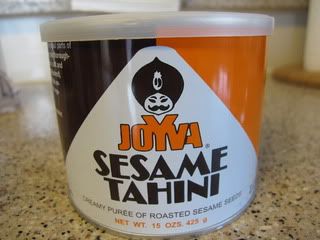 JOYVA®
SESAME
TAHINI
CREAMY PURÉE OF ROASTED SESAME SEEDS
NET WT. 15 OZS. 425 g